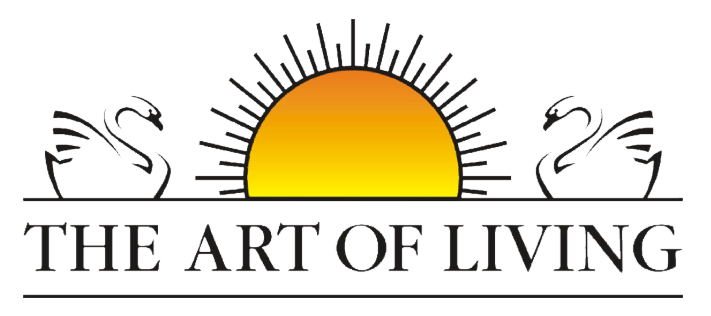 THE ART OF LIVING